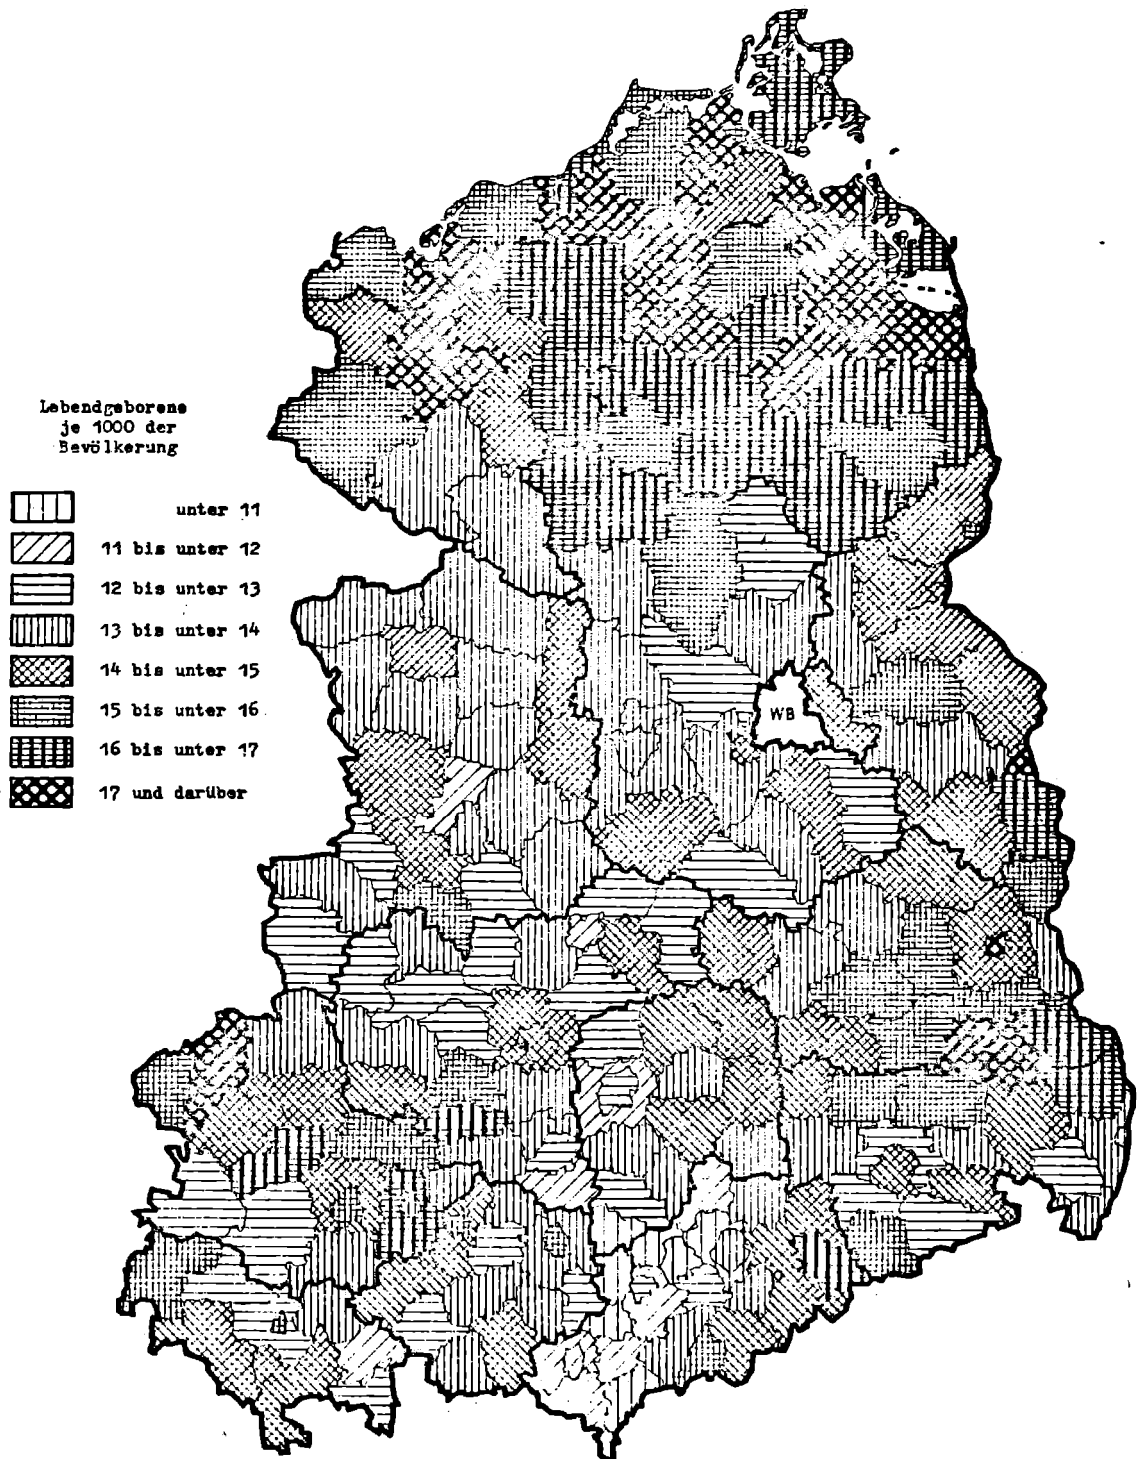 Lebendgeborene
je 1000 der
Bevölkerung
unter 11
11 bis unter 12
12 bis unter 13
13 bis unter 14
14 bis unter 15
15 bis unter 16
16 bis unter 17
17 und darüber
WB